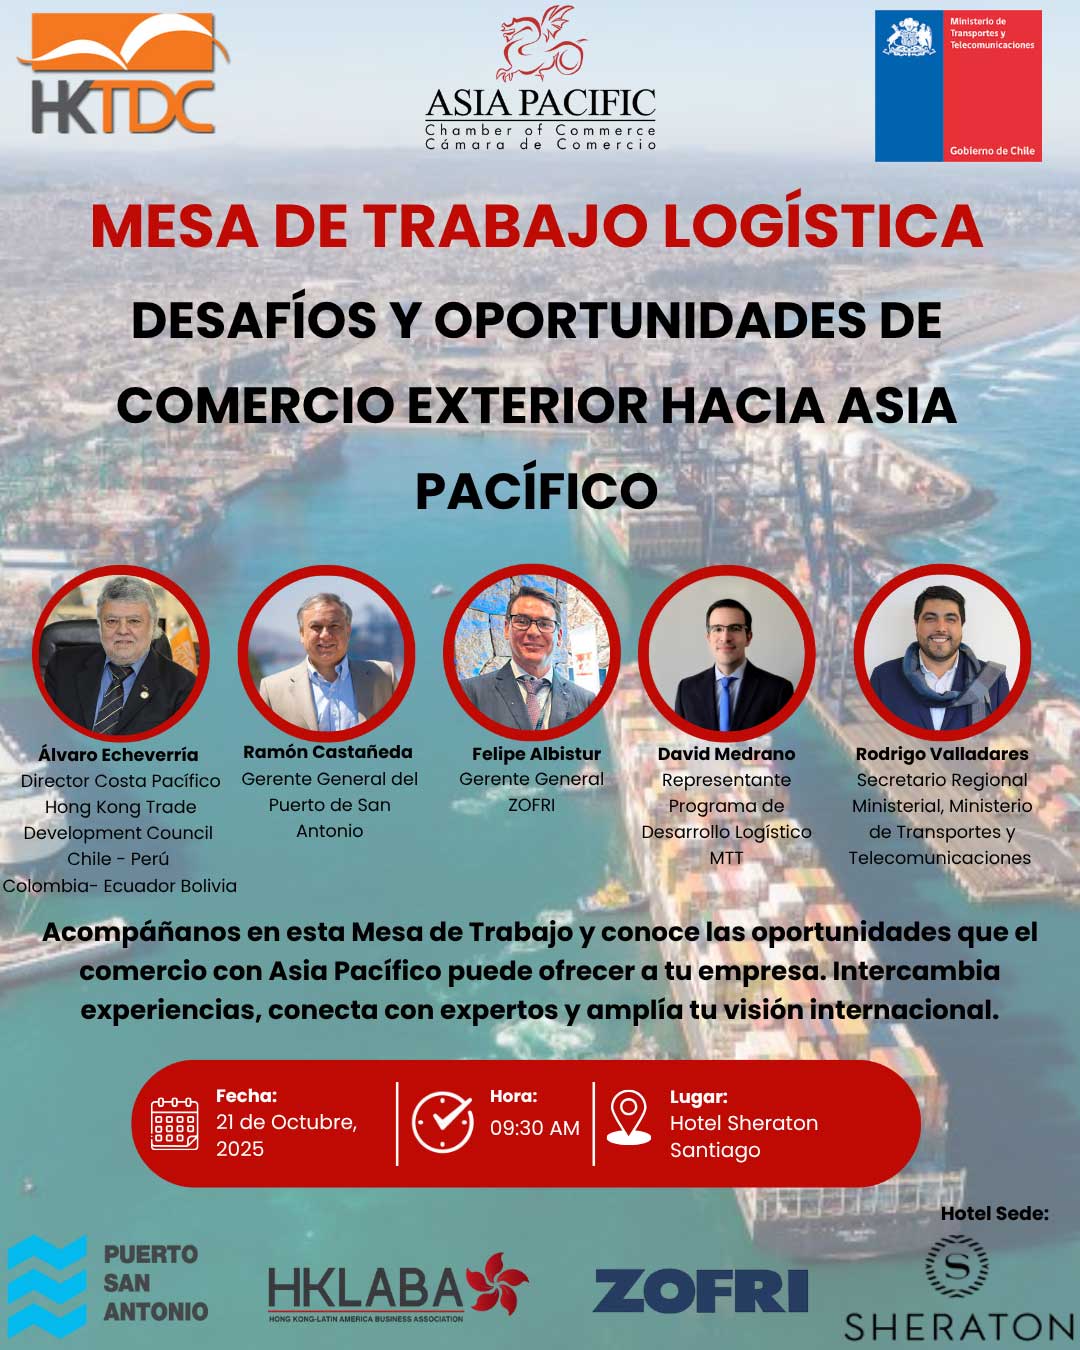 HKTDC
ASIA PACIFIC
Chamber of Commerce
Cámara de Comercio
Ministerio de
Transportes y
Telecomunicaciones
Gobierno de Chile
MESA DE TRABAJO LOGÍSTICA
DESAFÍOS Y OPORTUNIDADES DE
COMERCIO EXTERIOR HACIA ASIA
PACÍFICO
Álvaro Echeverría
Director Costa Pacífico
Hong Kong Trade
Development Council
Chile - Perú
Colombia- Ecuador Bolivia
Ramón Castañeda
Gerente General del
Puerto de San
Antonio
Felipe Albistur
Gerente General
ZOFRI
David Medrano
Representante
Programa de
Desarrollo Logístico
MTT
Rodrigo Valladares
Secretario Regional
Ministerial, Ministerio
de Transportes y
Telecomunicaciones
Acompáñanos en esta Mesa de Trabajo y conoce las oportunidades que el
comercio con Asia Pacífico puede ofrecer a tu empresa. Intercambia
experiencias, conecta con expertos y amplía tu visión internacional.
Fecha:
21 de Octubre,
2025
Hora:
09:30 AM
Lugar:
Hotel Sheraton
Santiago
Hotel Sede:
PUERTO
SAN
ANTONIO
HKLABA
HONG KONG-LATIN AMERICA BUSINESS ASSOCIATION
ZOFRI
S
SHERATON